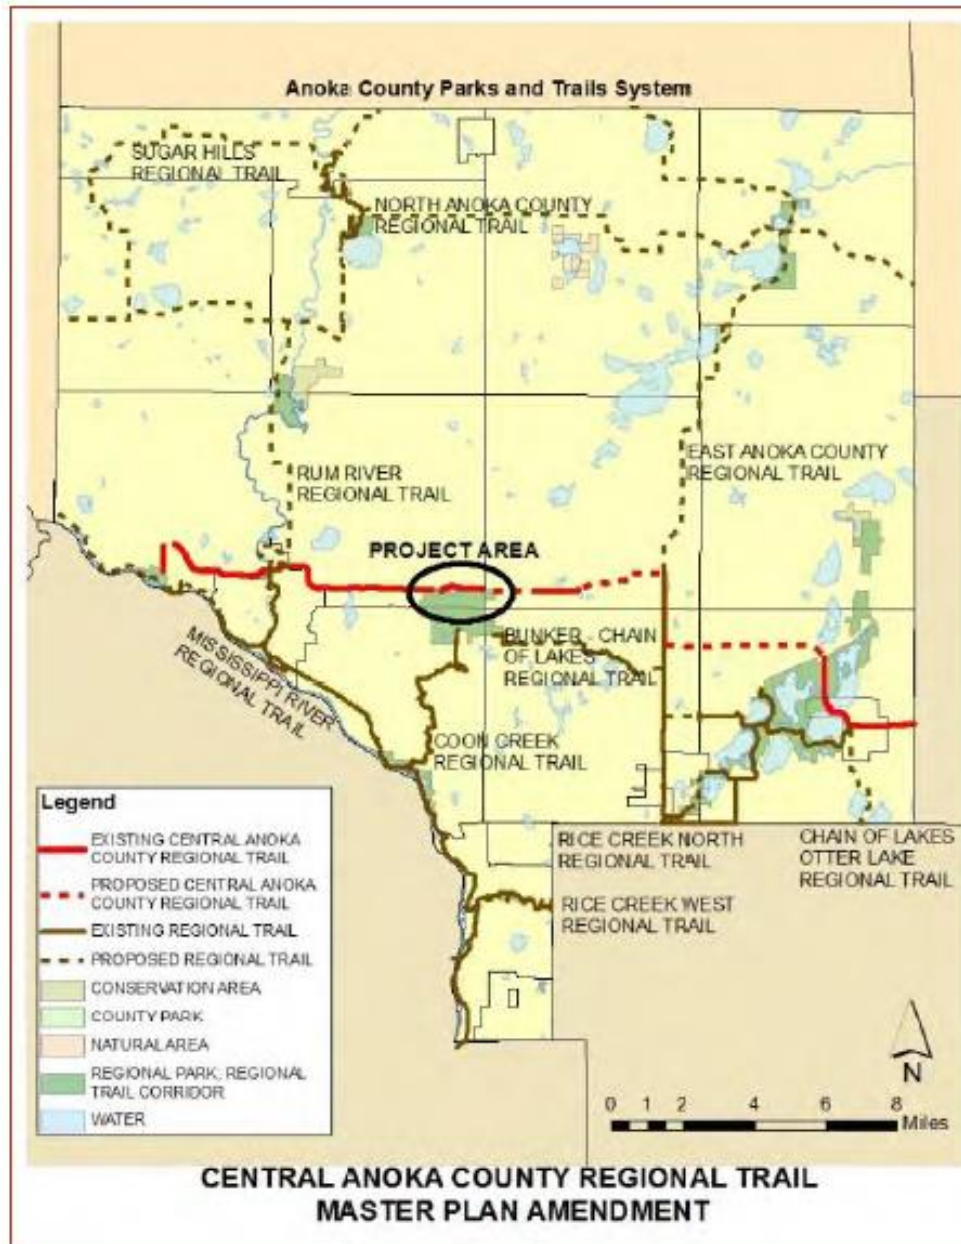 Anoka County Parks and Trails System
SUGAR HILLS
REGIONAL TRAIL
NORTH ANOKA COUNTY
REGIONAL TRAIL
EAST ANOKA COUNTY
REGIONAL TRAIL
RUM RIVER
REGIONAL TRAIL
PROJECT AREA
BUNKER - CHAIN
OF LAKES
REGIONAL TRAIL
MISSISSIPPI RIVER
REGIONAL TRAIL
COON CREEK
REGIONAL TRAIL
RICE CREEK NORTH
REGIONAL TRAIL
CHAIN OF LAKES
OTTER LAKE
REGIONAL TRAIL
RICE CREEK WEST
REGIONAL TRAIL
Legend
EXISTING CENTRAL ANOKA
COUNTY REGIONAL TRAIL
PROPOSED CENTRAL ANOKA
COUNTY REGIONAL TRAIL
EXISTING REGIONAL TRAIL
PROPOSED REGIONAL TRAIL
CONSERVATION AREA
COUNTY PARK
NATURAL AREA
REGIONAL PARK, REGIONAL
TRAIL CORRIDOR
WATER
N
0 1 2 4 6 8
Miles
CENTRAL ANOKA COUNTY REGIONAL TRAIL
MASTER PLAN AMENDMENT